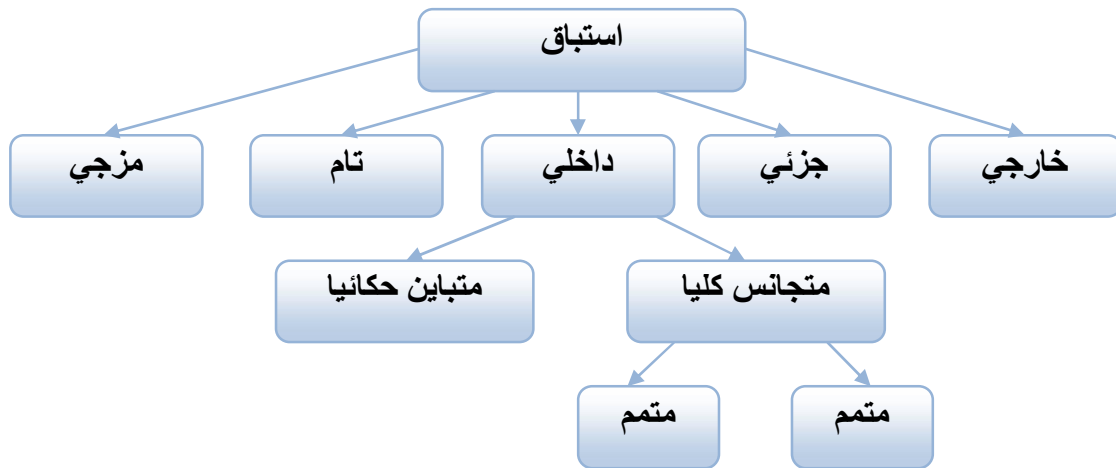 استباق
خارجي
جزئي
داخلي
تام
مزجي
متجانس كليا
متباين حكائيا
متمم
متمم